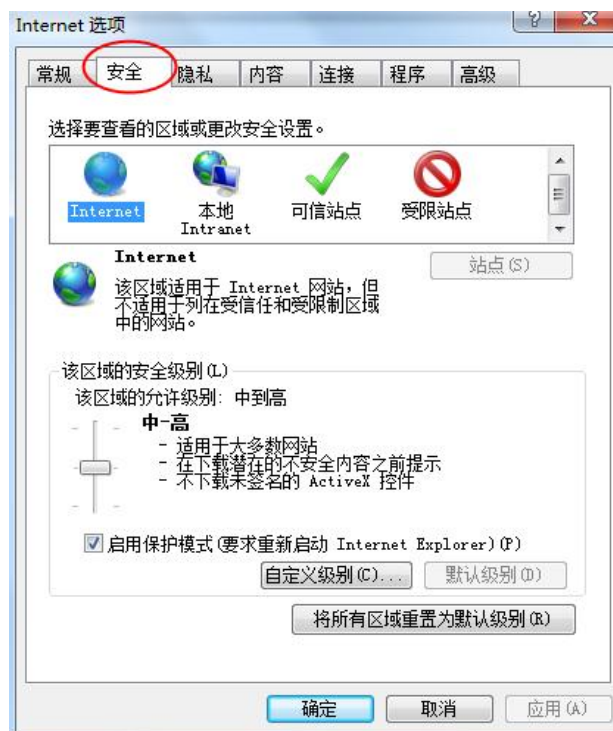 Internet 选项
常规 安全 隐私 内容 连接 程序 高级
选择要查看的区域或更改安全设置。
Internet 本地 可信站点 受限站点
Intranet
Internet 站点(S)
该区域适用于 Internet 网站，但
不适用于列在受信任和受限制区域
中的网站。
该区域的安全级别(L)
该区域的允许级别: 中到高
中-高
- 适用于大多数网站
- 在下载潜在的不安全内容之前提示
- 不下载未签名的 ActiveX 控件
启用保护模式(要求重新启动 Internet Explorer)(P)
自定义级别(C)... 默认级别(D)
将所有区域重置为默认级别(R)
确定 取消 应用(A)